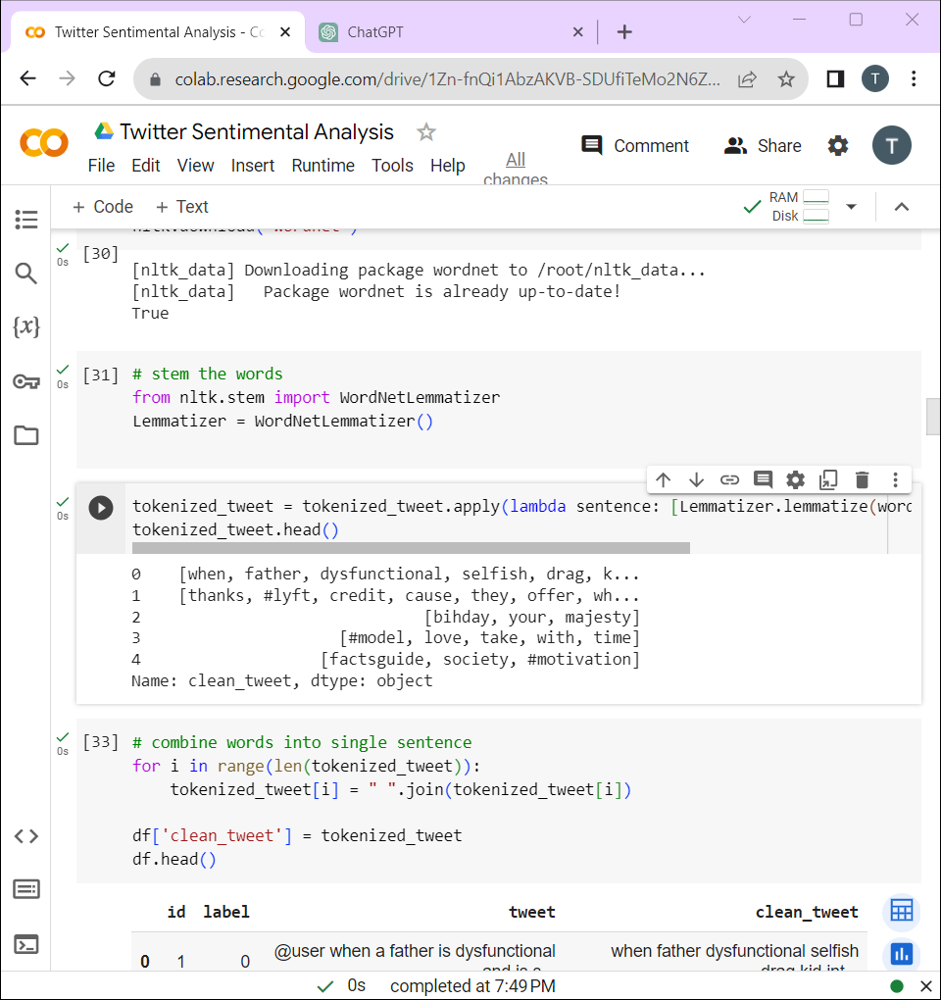 Twitter Sentimental Analysis - Co
ChatGPT
colab.research.google.com/drive/1Zn-fnQi1AbzAKVB-SDUfiTeMo2N6Z...
T
CO
Twitter Sentimental Analysis
File Edit View Insert Runtime Tools Help
All changes
Comment
Share
T
+ Code + Text
RAM
Disk
nltk.download('wordnet')
[30]
0s
[nltk_data] Downloading package wordnet to /root/nltk_data...
[nltk_data]   Package wordnet is already up-to-date!
True
{x}
[31] # stem the words
0s
from nltk.stem import WordNetLemmatizer
Lemmatizer = WordNetLemmatizer()
0s
tokenized_tweet = tokenized_tweet.apply(lambda sentence: [Lemmatizer.lemmatize(word
tokenized_tweet.head()
0    [when, father, dysfunctional, selfish, drag, k...
1    [thanks, #lyft, credit, cause, they, offer, wh...
2                              [bihday, your, majesty]
3                     [#model, love, take, with, time]
4                   [factsguide, society, #motivation]
Name: clean_tweet, dtype: object
[33] # combine words into single sentence
0s
for i in range(len(tokenized_tweet)):
    tokenized_tweet[i] = " ".join(tokenized_tweet[i])
df['clean_tweet'] = tokenized_tweet
df.head()
id label tweet clean_tweet
0 1 0 @user when a father is dysfunctional when father dysfunctional selfish
and is s... drag kid int...
0s completed at 7:49 PM